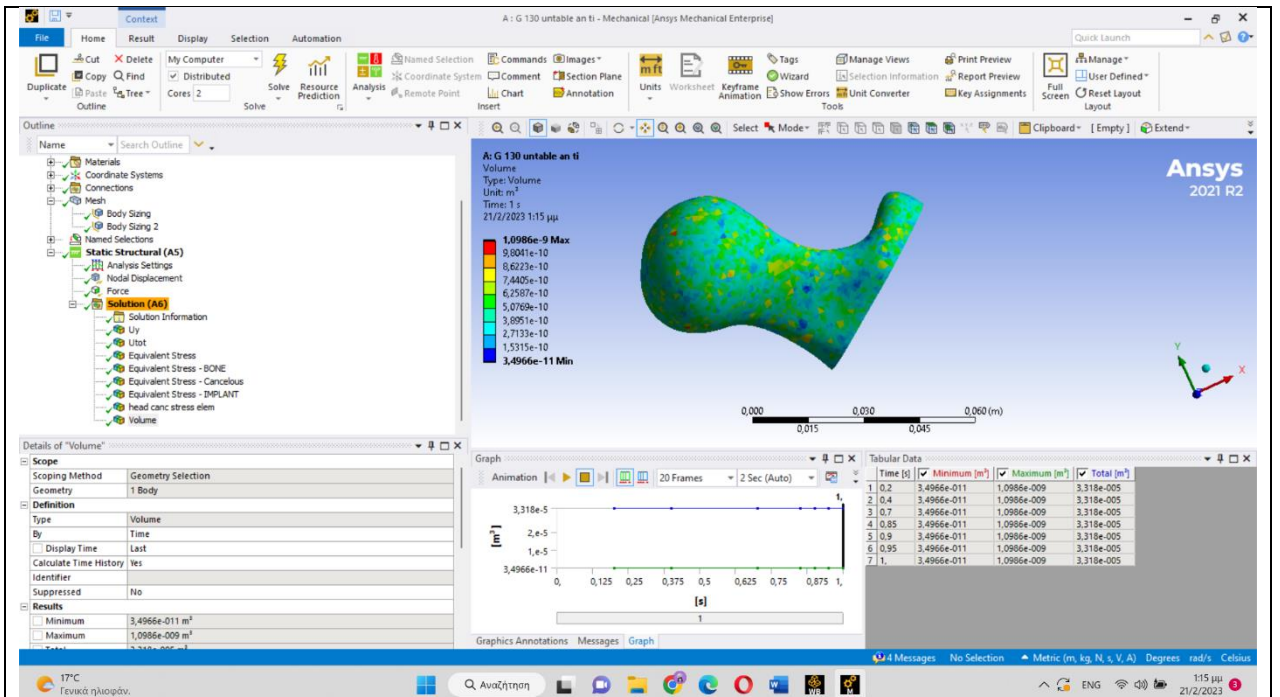 Context
A : G 130 untable an ti - Mechanical [Ansys Mechanical Enterprise]
File Home Result Display Selection Automation Quick Launch
Duplicate Cut Copy Paste Delete Find Tree
Outline
My Computer Distributed Cores 2 Solve Resource Prediction
Solve
Analysis Named Selection Coordinate System Remote Point Commands Comment Chart Images Section Plane Annotation
Insert
Units Worksheet Keyframe Animation Tags Wizard Show Errors Manage Views Selection Information Unit Converter Print Preview Report Preview Key Assignments
Tools
Full Screen Manage User Defined Reset Layout
Layout
Outline
Name Search Outline
Select Mode Clipboard [ Empty ] Extend
Materials
Coordinate Systems
Connections
Mesh
Body Sizing
Body Sizing 2
Named Selections
Static Structural (A5)
Analysis Settings
Nodal Displacement
Force
Solution (A6)
Solution Information
Uy
Utot
Equivalent Stress
Equivalent Stress - BONE
Equivalent Stress - Cancelous
Equivalent Stress - IMPLANT
head canc stress elem
Volume
A: G 130 untable an ti
Volume
Type: Volume
Unit: m³
Time: 1 s
21/2/2023 1:15 μμ
1,0986e-9 Max
9,8041e-10
8,6223e-10
7,4405e-10
6,2587e-10
5,0769e-10
3,8951e-10
2,7133e-10
1,5315e-10
3,4966e-11 Min
Ansys
2021 R2
Y
X
0,000 0,030 0,060 (m)
0,015 0,045
Details of "Volume"
Scope
Scoping Method Geometry Selection
Geometry 1 Body
Definition
Type Volume
By Time
Display Time Last
Calculate Time History Yes
Identifier
Suppressed No
Results
Minimum 3,4966e-011 m³
Maximum 1,0986e-009 m³
Graph
Animation 20 Frames 2 Sec (Auto)
1,
3,318e-5
2,e-5
1,e-5
3,4966e-11
[m³]
0, 0,125 0,25 0,375 0,5 0,625 0,75 0,875 1,
[s]
1
Graphics Annotations Messages Graph
Tabular Data
Time [s] Minimum [m³] Maximum [m³] Total [m³]
1 0,2 3,4966e-011 1,0986e-009 3,318e-005
2 0,4 3,4966e-011 1,0986e-009 3,318e-005
3 0,7 3,4966e-011 1,0986e-009 3,318e-005
4 0,85 3,4966e-011 1,0986e-009 3,318e-005
5 0,9 3,4966e-011 1,0986e-009 3,318e-005
6 0,95 3,4966e-011 1,0986e-009 3,318e-005
7 1, 3,4966e-011 1,0986e-009 3,318e-005
4 Messages No Selection Metric (m, kg, N, s, V, A) Degrees rad/s Celsius
17°C
Γενικά ηλιοφάν.
Αναζήτηση
ENG
1:15 μμ
21/2/2023